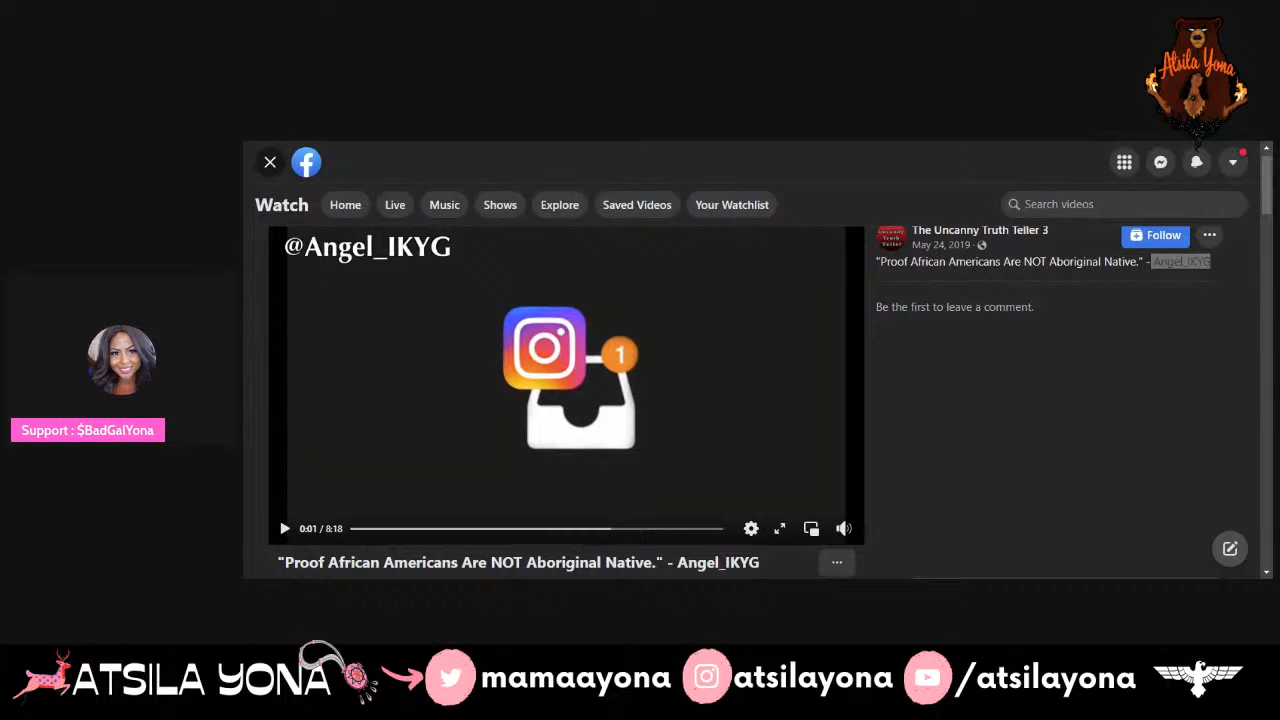 Atsila Yona
Watch
Home
Live
Music
Shows
Explore
Saved Videos
Your Watchlist
Search videos
@Angel_IKYG
1
0:01 / 8:18
The Uncanny Truth Teller 3
May 24, 2019 ·
Follow
"Proof African Americans Are NOT Aboriginal Native." - Angel_IKYG
Be the first to leave a comment.
"Proof African Americans Are NOT Aboriginal Native." - Angel_IKYG
Support : $BadGalYona
ATSILA YONA
mamaayona
atsilayona
/atsilayona